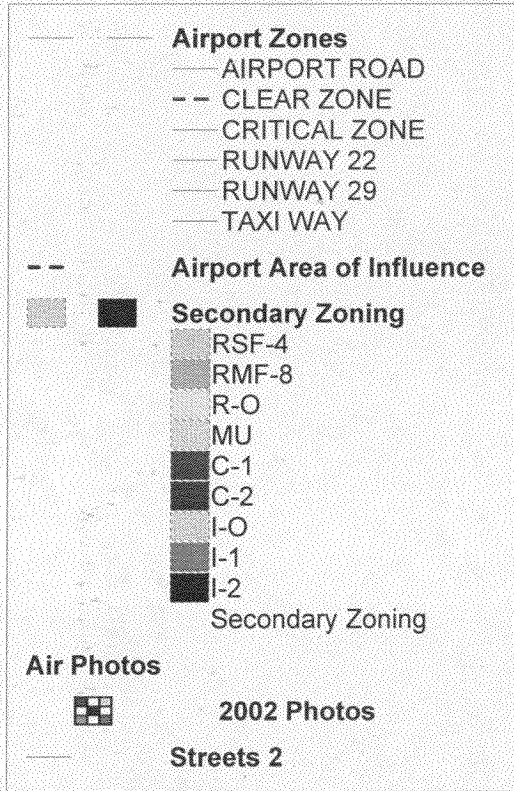 Airport Zones
AIRPORT ROAD
CLEAR ZONE
CRITICAL ZONE
RUNWAY 22
RUNWAY 29
TAXI WAY
Airport Area of Influence
Secondary Zoning
RSF-4
RMF-8
R-O
MU
C-1
C-2
I-O
I-1
I-2
Secondary Zoning
Air Photos
2002 Photos
Streets 2